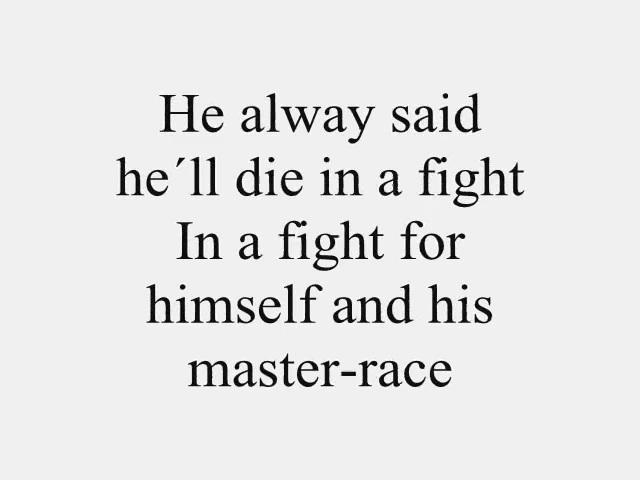 He alway said
he´ll die in a fight
In a fight for
himself and his
master-race